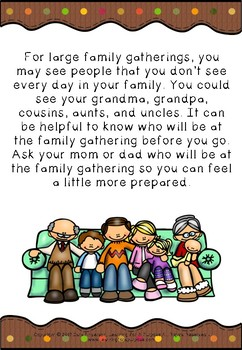 For large family gatherings, you
may see people that you don't see
every day in your family. You could
see your grandma, grandpa,
cousins, aunts, and uncles. It can
be helpful to know who will be at
the family gathering before you go.
Ask your mom or dad who will be at
the family gathering so you can feel
a little more prepared.